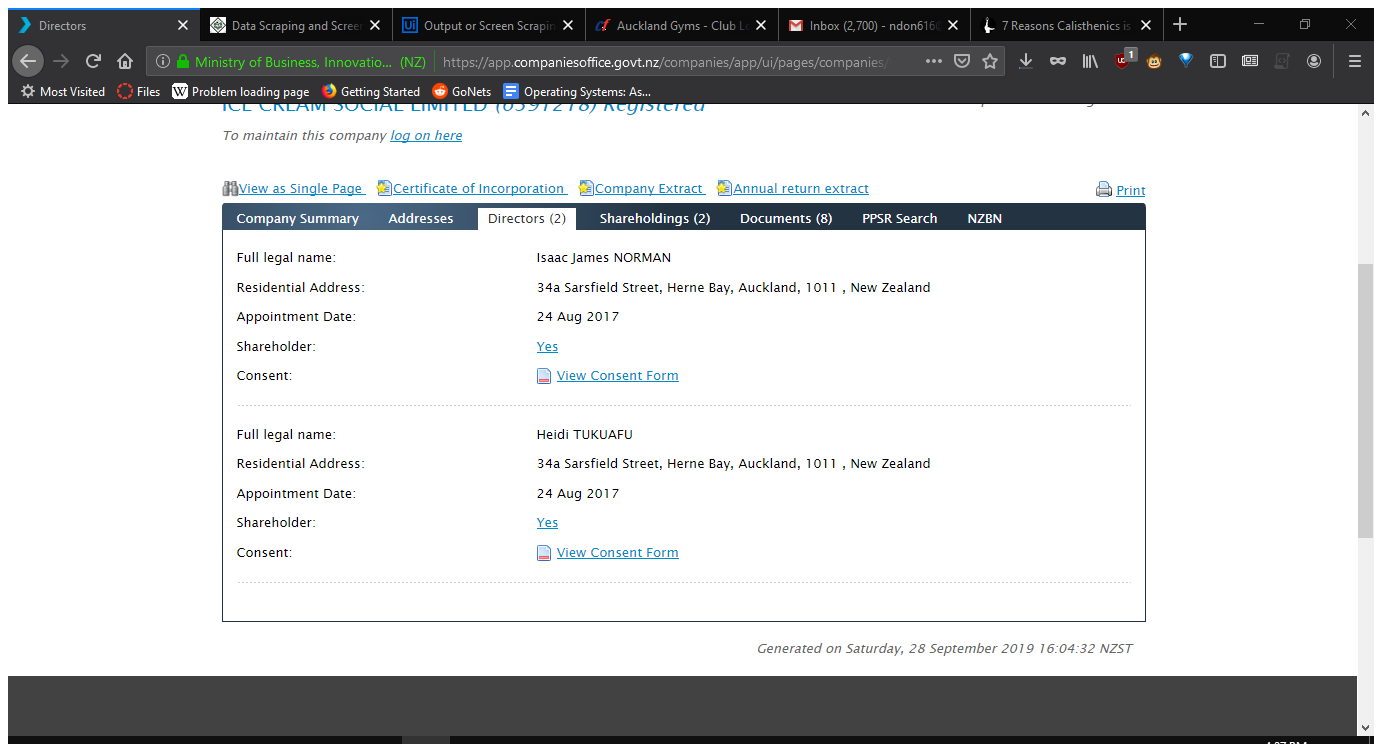 Directors
Data Scraping and Screen
Output or Screen Scrapin
Auckland Gyms - Club Lo
Inbox (2,700) - ndon616@
7 Reasons Calisthenics is
Ministry of Business, Innovatio... (NZ) https://app.companiesoffice.govt.nz/companies/app/ui/pages/companies/
Most Visited Files Problem loading page Getting Started GoNets Operating Systems: As...
ICE CREAM SOCIAL LIMITED (6391218) Registered
To maintain this company log on here
View as Single Page Certificate of Incorporation Company Extract Annual return extract Print
Company Summary Addresses Directors (2) Shareholdings (2) Documents (8) PPSR Search NZBN
Full legal name: Isaac James NORMAN
Residential Address: 34a Sarsfield Street, Herne Bay, Auckland, 1011 , New Zealand
Appointment Date: 24 Aug 2017
Shareholder: Yes
Consent: View Consent Form
Full legal name: Heidi TUKUAFU
Residential Address: 34a Sarsfield Street, Herne Bay, Auckland, 1011 , New Zealand
Appointment Date: 24 Aug 2017
Shareholder: Yes
Consent: View Consent Form
Generated on Saturday, 28 September 2019 16:04:32 NZST